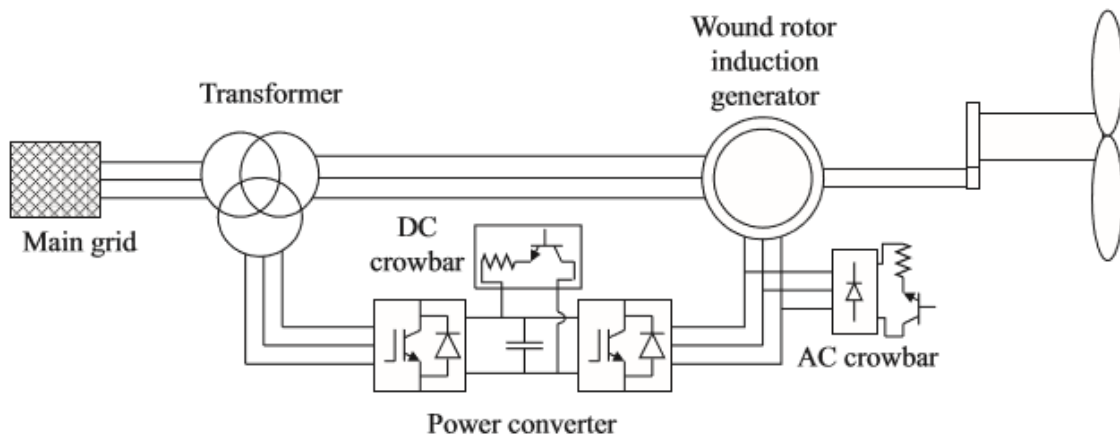 Wound rotor
induction
generator
Transformer
Main grid
DC
crowbar
AC crowbar
Power converter